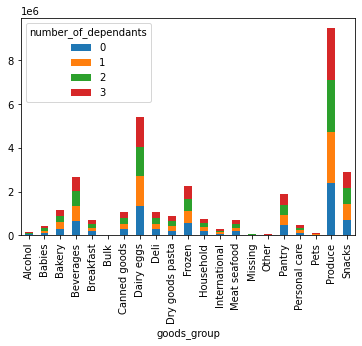 1e6
number_of_dependants
0
1
2
3
8
6
4
2
0
Alcohol
Babies
Bakery
Beverages
Breakfast
Bulk
Canned goods
Dairy eggs
Deli
Dry goods pasta
Frozen
Household
International
Meat seafood
Missing
Other
Pantry
Personal care
Pets
Produce
Snacks
goods_group